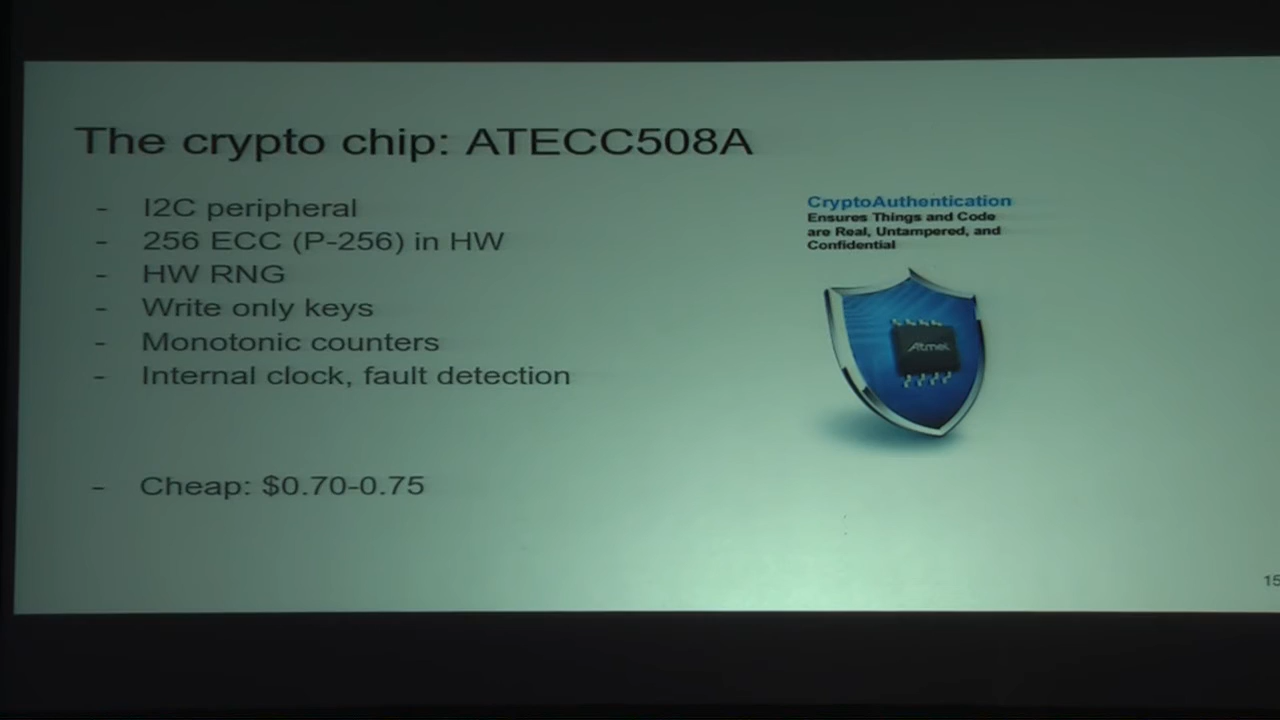 The crypto chip: ATECC508A
- I2C peripheral
- 256 ECC (P-256) in HW
- HW RNG
- Write only keys
- Monotonic counters
- Internal clock, fault detection
- Cheap: $0.70-0.75
CryptoAuthentication
Ensures Things and Code
are Real, Untampered, and
Confidential
Atmel
15